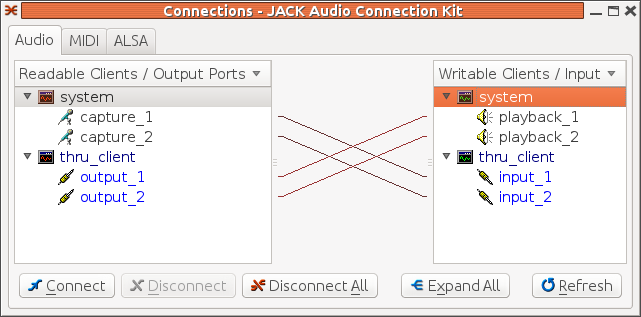 Connections - JACK Audio Connection Kit
Audio MIDI ALSA
Readable Clients / Output Ports Writable Clients / Input
system system
capture_1 playback_1
capture_2 playback_2
thru_client thru_client
output_1 input_1
output_2 input_2
Connect Disconnect Disconnect All Expand All Refresh